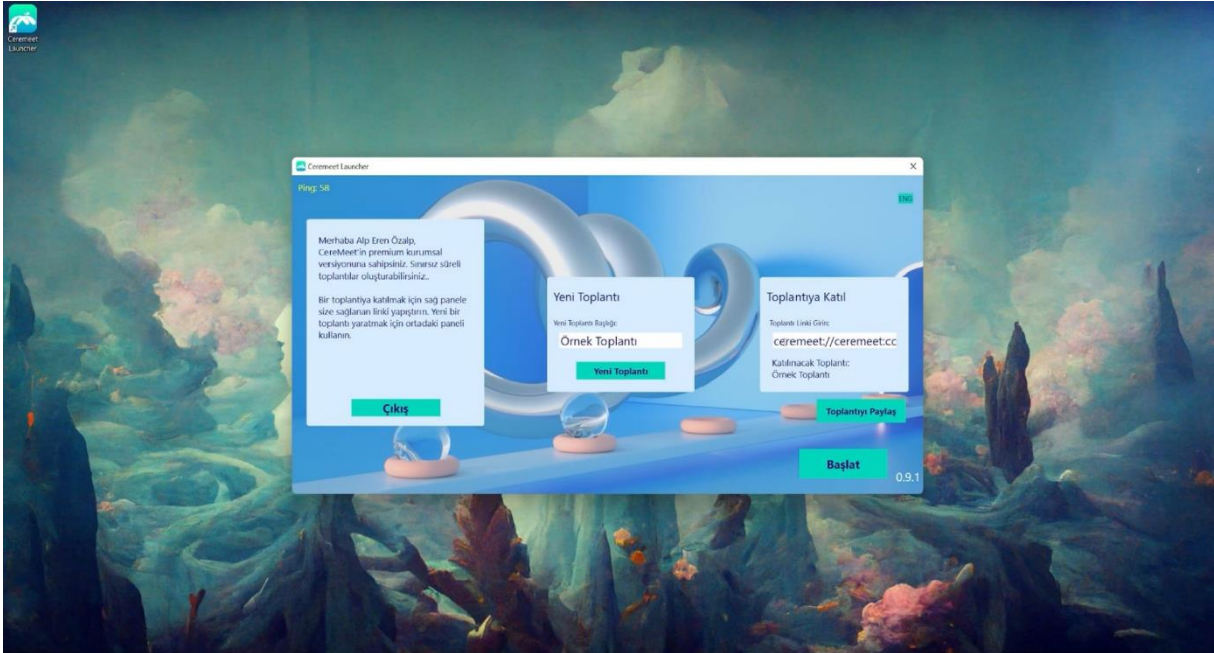 Ceremeet
Launcher
Ceremeet Launcher
Ping: 58
ENG
Merhaba Alp Eren Özalp,
CereMeet'in premium kurumsal
versiyonuna sahipsiniz. Sınırsız süreli
toplantılar oluşturabilirsiniz..
Bir toplantiya katılmak için sağ panele
size sağlanan linki yapıştırın. Yeni bir
toplantı yaratmak için ortadaki paneli
kullanın.
Çıkış
Yeni Toplantı
Yeni Toplantı Başlığı:
Örnek Toplantı
Yeni Toplantı
Toplantıya Katıl
Toplantı Linki Girin:
ceremeet://ceremeet.cc
Katılınacak Toplantı:
Örnek Toplantı
Toplantıyı Paylaş
Başlat
0.9.1